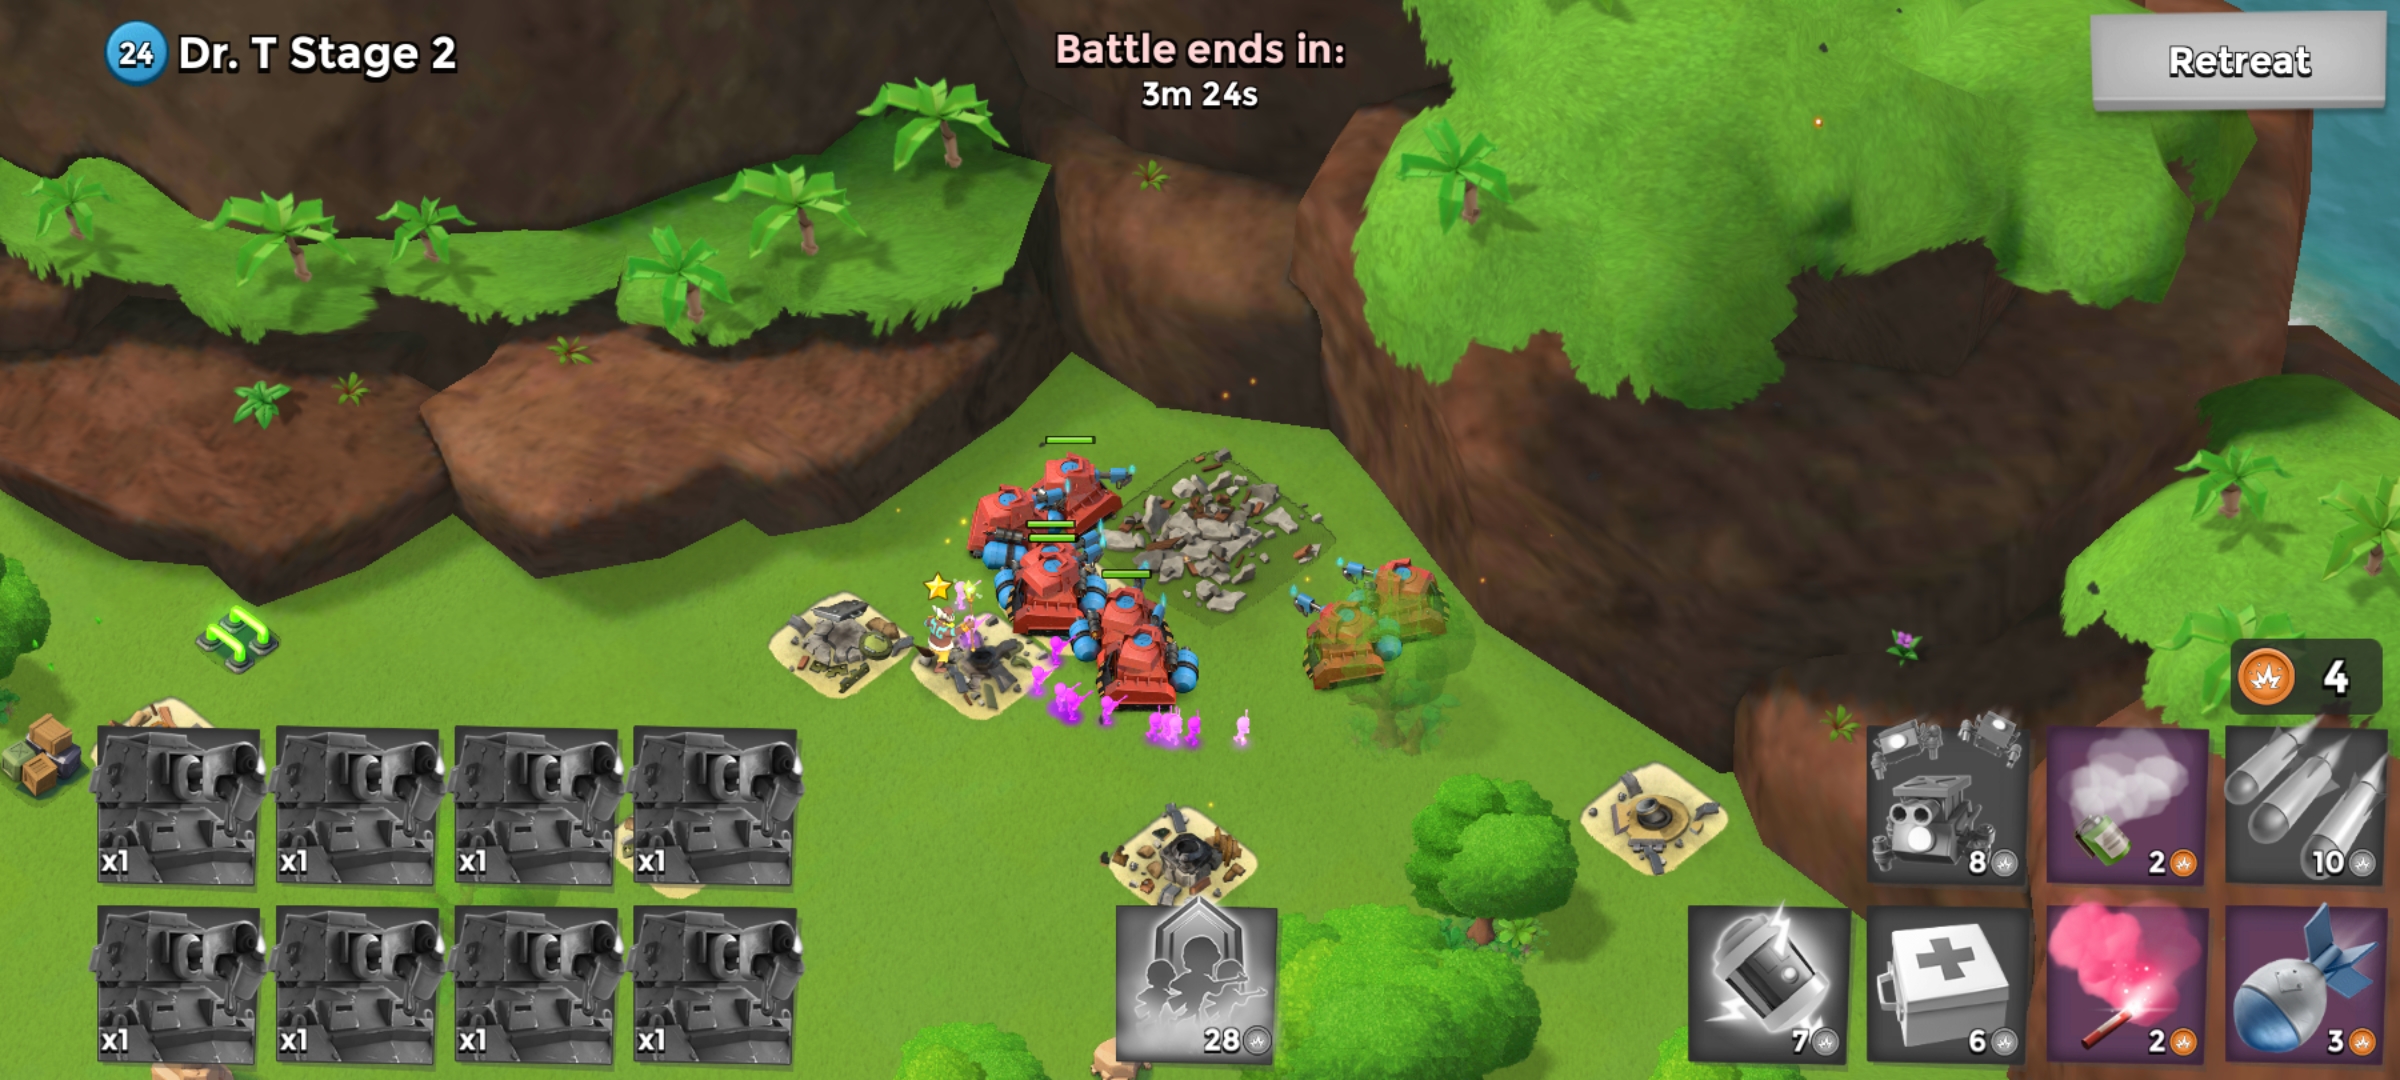 24 Dr. T Stage 2
Battle ends in:
3m 24s
Retreat
4
x1 x1 x1 x1
8 2 10
x1 x1 x1 x1
28 7 6 2 3